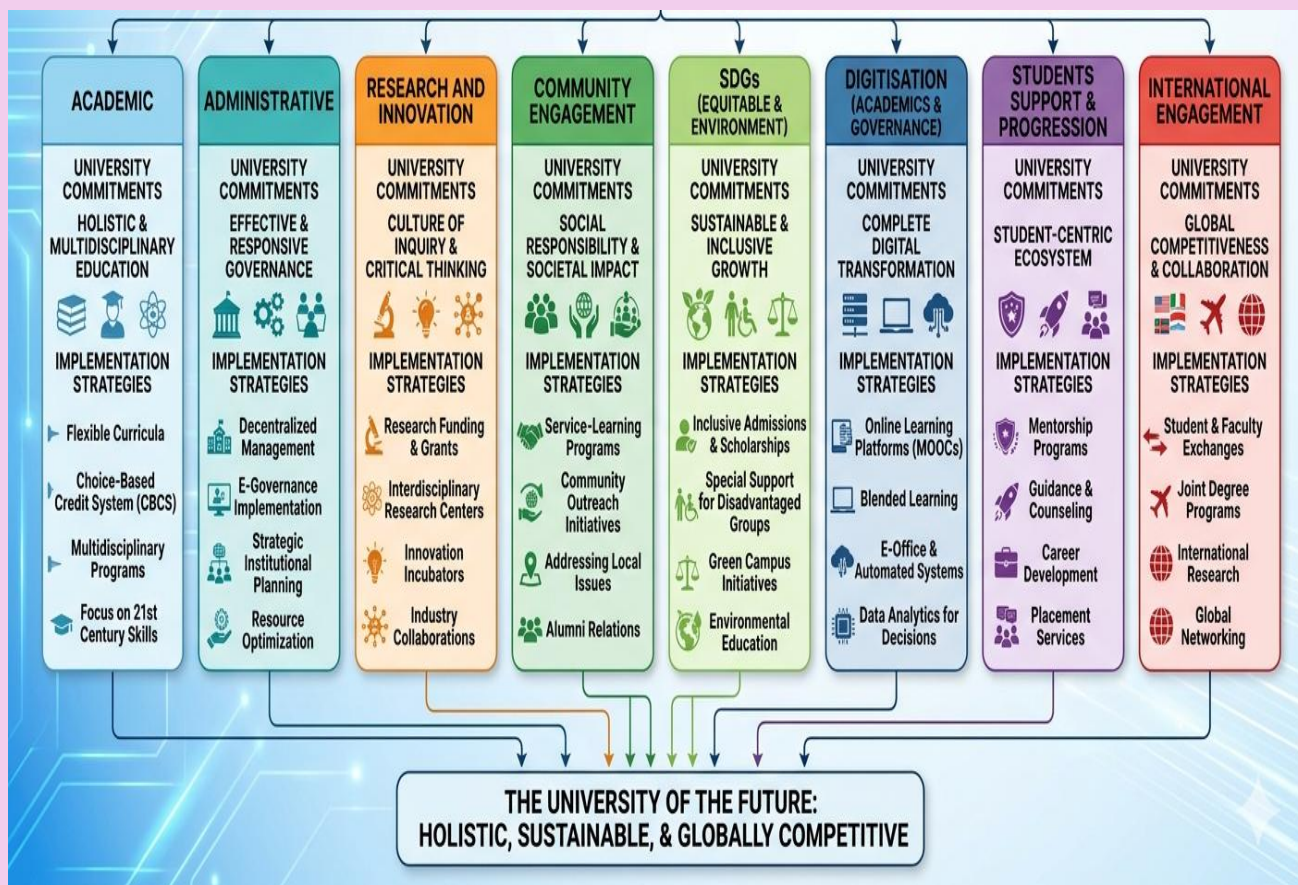 ACADEMIC
UNIVERSITY
COMMITMENTS
HOLISTIC &
MULTIDISCIPLINARY
EDUCATION
IMPLEMENTATION
STRATEGIES
Flexible Curricula
Choice-Based
Credit System (CBCS)
Multidisciplinary
Programs
Focus on 21st
Century Skills
ADMINISTRATIVE
UNIVERSITY
COMMITMENTS
EFFECTIVE &
RESPONSIVE
GOVERNANCE
IMPLEMENTATION
STRATEGIES
Decentralized
Management
E-Governance
Implementation
Strategic
Institutional
Planning
Resource
Optimization
RESEARCH AND
INNOVATION
UNIVERSITY
COMMITMENTS
CULTURE OF
INQUIRY &
CRITICAL THINKING
IMPLEMENTATION
STRATEGIES
Research Funding
& Grants
Interdisciplinary
Research Centers
Innovation
Incubators
Industry
Collaborations
COMMUNITY
ENGAGEMENT
UNIVERSITY
COMMITMENTS
SOCIAL
RESPONSIBILITY &
SOCIETAL IMPACT
IMPLEMENTATION
STRATEGIES
Service-Learning
Programs
Community
Outreach
Initiatives
Addressing Local
Issues
Alumni Relations
SDGs
(EQUITABLE &
ENVIRONMENT)
UNIVERSITY
COMMITMENTS
SUSTAINABLE &
INCLUSIVE
GROWTH
IMPLEMENTATION
STRATEGIES
Inclusive Admissions
& Scholarships
Special Support
for Disadvantaged
Groups
Green Campus
Initiatives
Environmental
Education
DIGITISATION
(ACADEMICS &
GOVERNANCE)
UNIVERSITY
COMMITMENTS
COMPLETE
DIGITAL
TRANSFORMATION
IMPLEMENTATION
STRATEGIES
Online Learning
Platforms (MOOCs)
Blended Learning
E-Office &
Automated Systems
Data Analytics for
Decisions
STUDENTS
SUPPORT &
PROGRESSION
UNIVERSITY
COMMITMENTS
STUDENT-CENTRIC
ECOSYSTEM
IMPLEMENTATION
STRATEGIES
Mentorship
Programs
Guidance &
Counseling
Career
Development
Placement
Services
INTERNATIONAL
ENGAGEMENT
UNIVERSITY
COMMITMENTS
GLOBAL
COMPETITIVENESS
& COLLABORATION
IMPLEMENTATION
STRATEGIES
Student & Faculty
Exchanges
Joint Degree
Programs
International
Research
Global
Networking
THE UNIVERSITY OF THE FUTURE:
HOLISTIC, SUSTAINABLE, & GLOBALLY COMPETITIVE